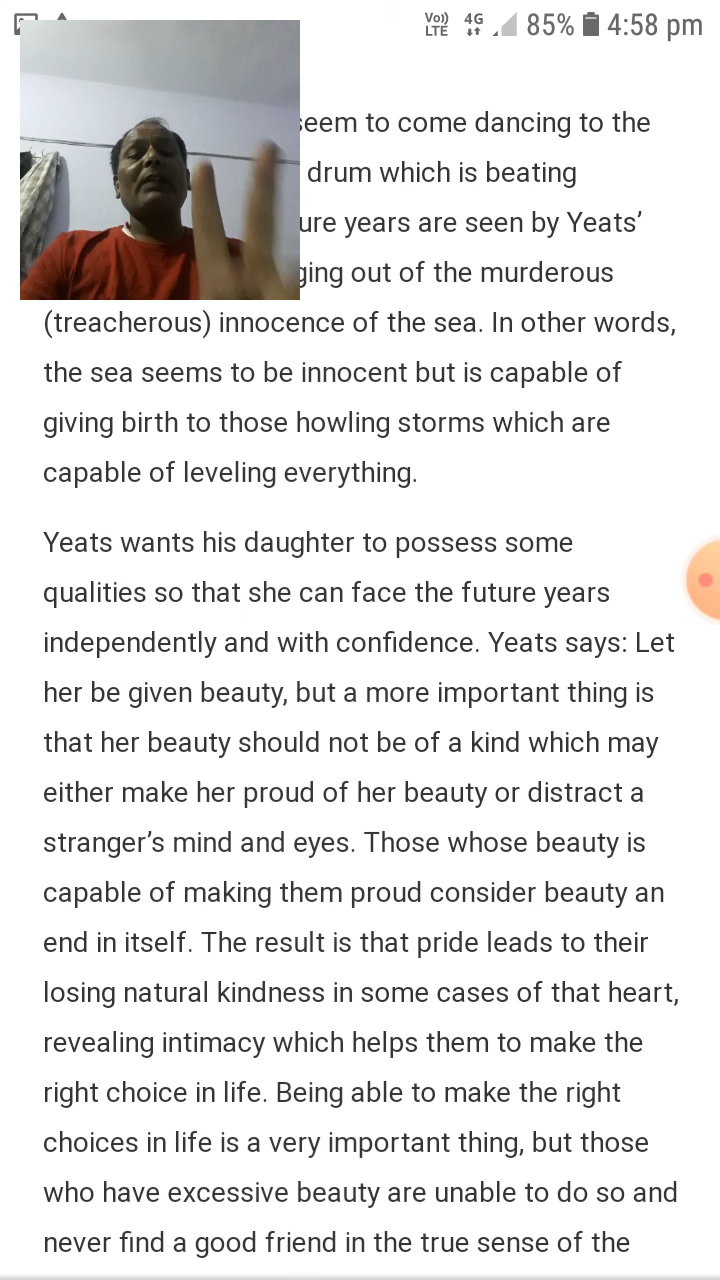 Vo)) LTE 4G 85% 4:58 pm
seem to come dancing to the
drum which is beating
years are seen by Yeats’
out of the murderous
(treacherous) innocence of the sea. In other words,
the sea seems to be innocent but is capable of
giving birth to those howling storms which are
capable of leveling everything.
Yeats wants his daughter to possess some
qualities so that she can face the future years
independently and with confidence. Yeats says: Let
her be given beauty, but a more important thing is
that her beauty should not be of a kind which may
either make her proud of her beauty or distract a
stranger’s mind and eyes. Those whose beauty is
capable of making them proud consider beauty an
end in itself. The result is that pride leads to their
losing natural kindness in some cases of that heart,
revealing intimacy which helps them to make the
right choice in life. Being able to make the right
choices in life is a very important thing, but those
who have excessive beauty are unable to do so and
never find a good friend in the true sense of the